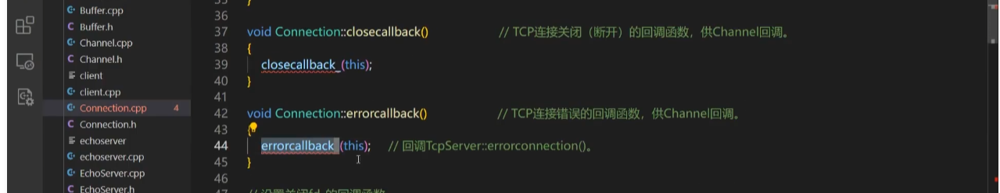 Buffer.cpp
Buffer.h
Channel.cpp
Channel.h
client
client.cpp
Connection.cpp 4
Connection.h
echoserver
echoserver.cpp
EchoServer.cpp
EchoServer.h
36
37 void Connection::closecallback() // TCP连接关闭（断开）的回调函数，供Channel回调。
38 {
39 closecallback_(this);
40 }
41
42 void Connection::errorcallback() // TCP连接错误的回调函数，供Channel回调。
43 {
44 errorcallback_(this); // 回调TcpServer::errorconnection()。
45 }
46